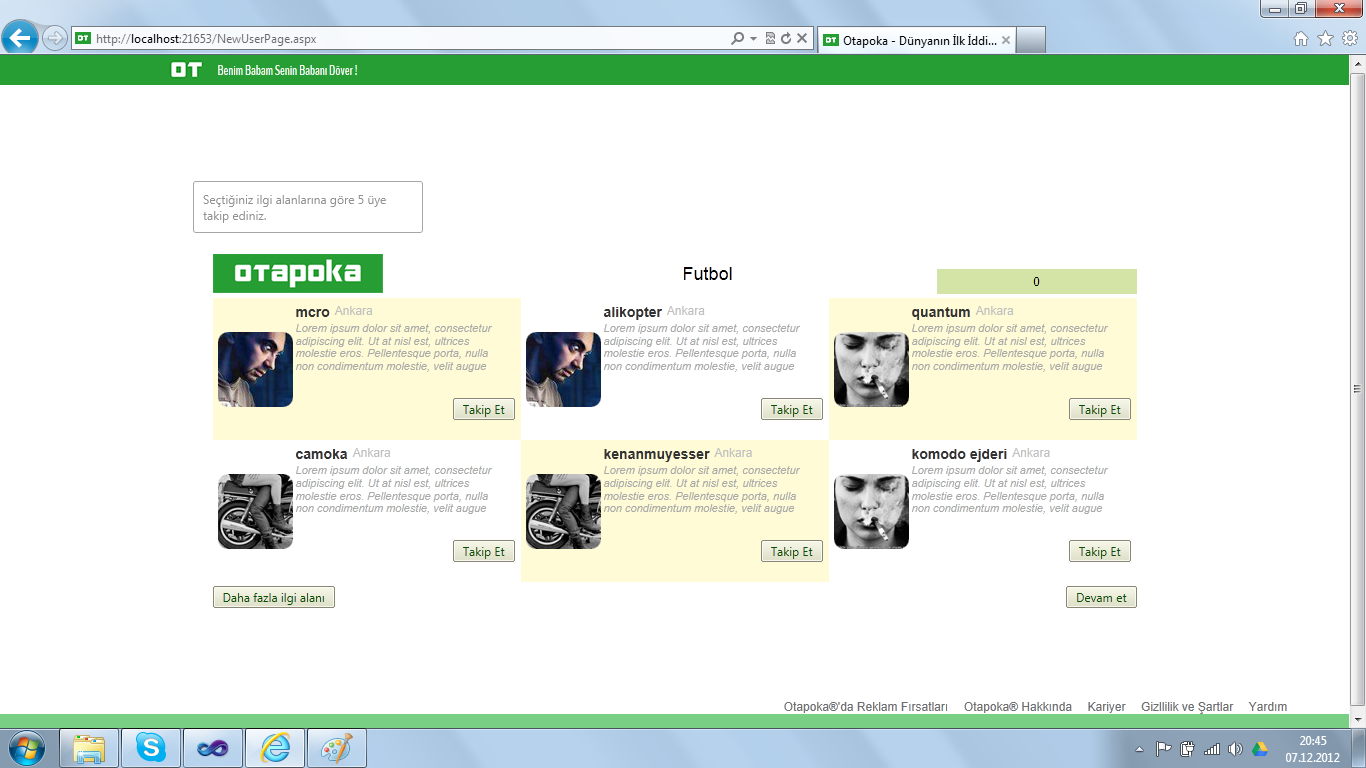 http://localhost:21653/NewUserPage.aspx
Otapoka - Dünyanın İlk İddi...
OT Benim Babam Senin Babanı Döver !
Seçtiğiniz ilgi alanlarına göre 5 üye
takip ediniz.
otapoka
Futbol
0
mcro Ankara
Lorem ipsum dolor sit amet, consectetur
adipiscing elit. Ut at nisl est, ultrices
molestie eros. Pellentesque porta, nulla
non condimentum molestie, velit augue
Takip Et
alikopter Ankara
Lorem ipsum dolor sit amet, consectetur
adipiscing elit. Ut at nisl est, ultrices
molestie eros. Pellentesque porta, nulla
non condimentum molestie, velit augue
Takip Et
quantum Ankara
Lorem ipsum dolor sit amet, consectetur
adipiscing elit. Ut at nisl est, ultrices
molestie eros. Pellentesque porta, nulla
non condimentum molestie, velit augue
Takip Et
camoka Ankara
Lorem ipsum dolor sit amet, consectetur
adipiscing elit. Ut at nisl est, ultrices
molestie eros. Pellentesque porta, nulla
non condimentum molestie, velit augue
Takip Et
kenanmuyesser Ankara
Lorem ipsum dolor sit amet, consectetur
adipiscing elit. Ut at nisl est, ultrices
molestie eros. Pellentesque porta, nulla
non condimentum molestie, velit augue
Takip Et
komodo ejderi Ankara
Lorem ipsum dolor sit amet, consectetur
adipiscing elit. Ut at nisl est, ultrices
molestie eros. Pellentesque porta, nulla
non condimentum molestie, velit augue
Takip Et
Daha fazla ilgi alanı
Devam et
Otapoka®'da Reklam Fırsatları Otapoka® Hakkında Kariyer Gizllilik ve Şartlar Yardım
20:45
07.12.2012